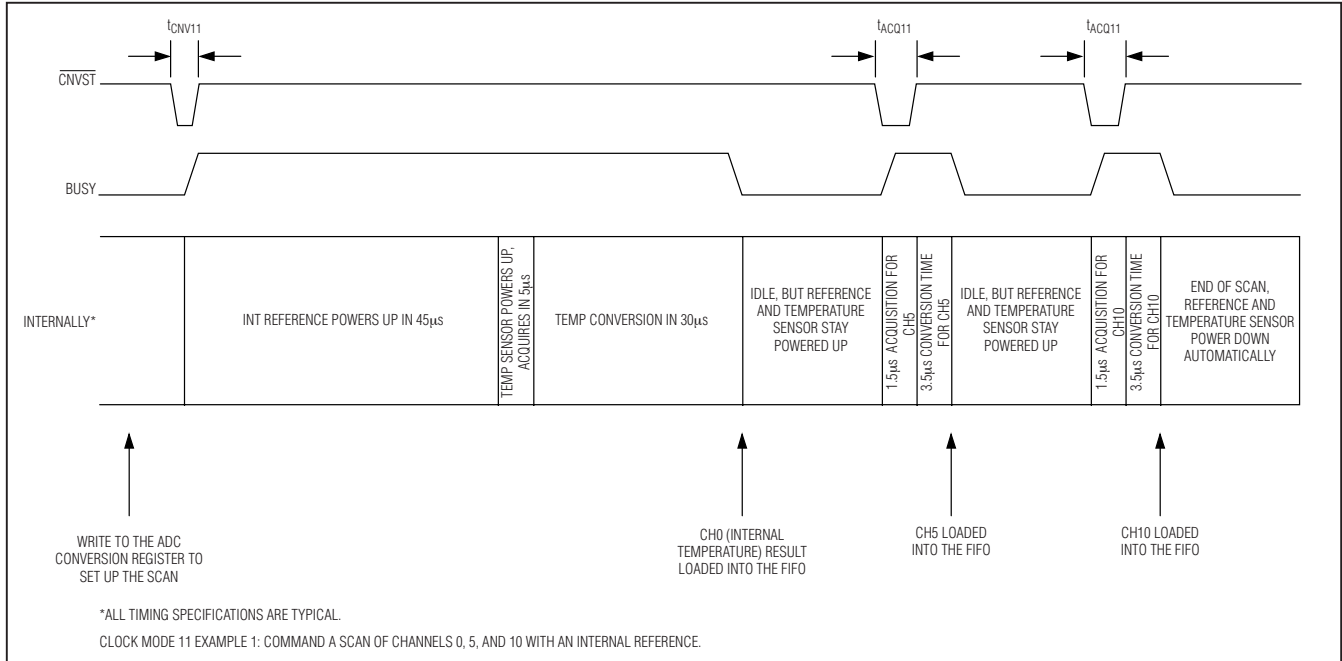 tCNV11
tACQ11
tACQ11
CNVST
BUSY
INTERNALLY*
INT REFERENCE POWERS UP IN 45µs
TEMP SENSOR POWERS UP,
ACQUIRES IN 5µs
TEMP CONVERSION IN 30µs
IDLE, BUT REFERENCE
AND TEMPERATURE
SENSOR STAY
POWERED UP
1.5µs ACQUISITION FOR
CH5
3.5µs CONVERSION TIME
FOR CH5
IDLE, BUT REFERENCE
AND TEMPERATURE
SENSOR STAY
POWERED UP
1.5µs ACQUISITION FOR
CH10
3.5µs CONVERSION TIME
FOR CH10
END OF SCAN,
REFERENCE AND
TEMPERATURE SENSOR
POWER DOWN
AUTOMATICALLY
WRITE TO THE ADC
CONVERSION REGISTER TO
SET UP THE SCAN
CH0 (INTERNAL
TEMPERATURE) RESULT
LOADED INTO THE FIFO
CH5 LOADED
INTO THE FIFO
CH10 LOADED
INTO THE FIFO
*ALL TIMING SPECIFICATIONS ARE TYPICAL.
CLOCK MODE 11 EXAMPLE 1: COMMAND A SCAN OF CHANNELS 0, 5, AND 10 WITH AN INTERNAL REFERENCE.